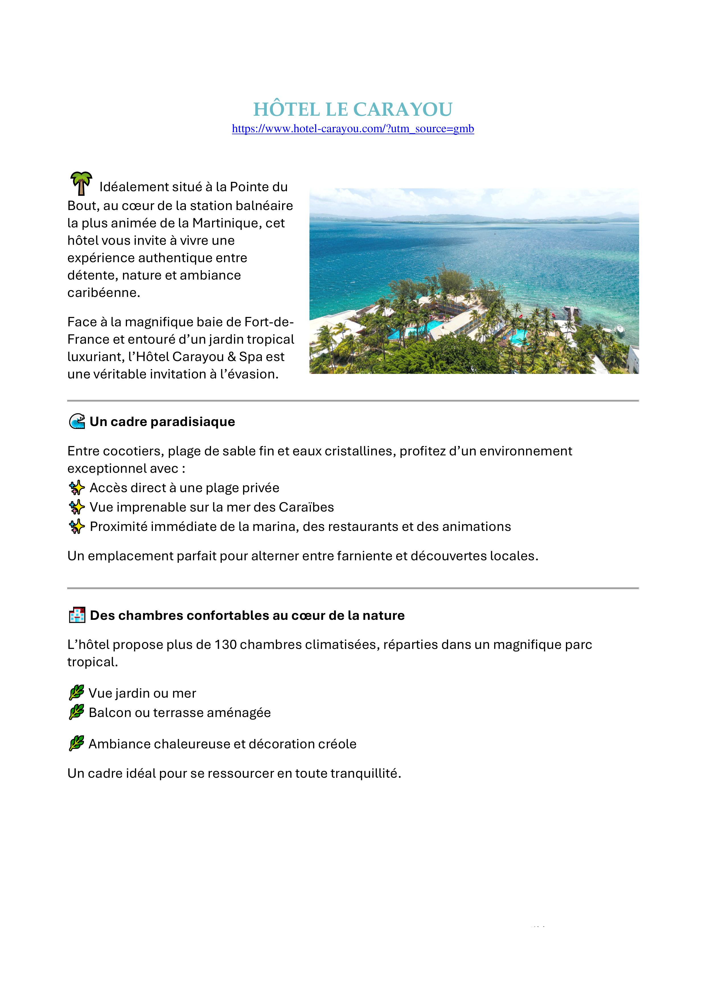 HÔTEL LE CARAYOU
https://www.hotel-carayou.com/?utm_source=gmb
Idéalement situé à la Pointe du
Bout, au cœur de la station balnéaire
la plus animée de la Martinique, cet
hôtel vous invite à vivre une
expérience authentique entre
détente, nature et ambiance
caribéenne.
Face à la magnifique baie de Fort-de-
France et entouré d’un jardin tropical
luxuriant, l’Hôtel Carayou & Spa est
une véritable invitation à l’évasion.
Un cadre paradisiaque
Entre cocotiers, plage de sable fin et eaux cristallines, profitez d’un environnement
exceptionnel avec :
Accès direct à une plage privée
Vue imprenable sur la mer des Caraïbes
Proximité immédiate de la marina, des restaurants et des animations
Un emplacement parfait pour alterner entre farniente et découvertes locales.
Des chambres confortables au cœur de la nature
L’hôtel propose plus de 130 chambres climatisées, réparties dans un magnifique parc
tropical.
Vue jardin ou mer
Balcon ou terrasse aménagée
Ambiance chaleureuse et décoration créole
Un cadre idéal pour se ressourcer en toute tranquillité.